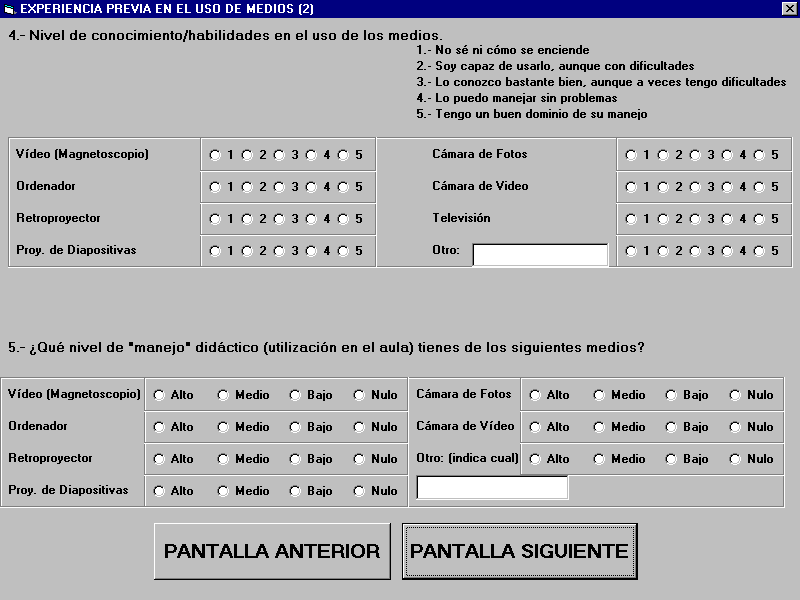 EXPERIENCIA PREVIA EN EL USO DE MEDIOS (2)
4.- Nivel de conocimiento/habilidades en el uso de los medios.
1.- No sé ni cómo se enciende
2.- Soy capaz de usarlo, aunque con dificultades
3.- Lo conozco bastante bien, aunque a veces tengo dificultades
4.- Lo puedo manejar sin problemas
5.- Tengo un buen dominio de su manejo
Vídeo (Magnetoscopio) 1 2 3 4 5 Cámara de Fotos 1 2 3 4 5
Ordenador 1 2 3 4 5 Cámara de Video 1 2 3 4 5
Retroproyector 1 2 3 4 5 Televisión 1 2 3 4 5
Proy. de Diapositivas 1 2 3 4 5 Otro: 1 2 3 4 5
5.- ¿Qué nivel de "manejo" didáctico (utilización en el aula) tienes de los siguientes medios?
Vídeo (Magnetoscopio) Alto Medio Bajo Nulo Cámara de Fotos Alto Medio Bajo Nulo
Ordenador Alto Medio Bajo Nulo Cámara de Vídeo Alto Medio Bajo Nulo
Retroproyector Alto Medio Bajo Nulo Otro: (indica cual) Alto Medio Bajo Nulo
Proy. de Diapositivas Alto Medio Bajo Nulo
PANTALLA ANTERIOR PANTALLA SIGUIENTE